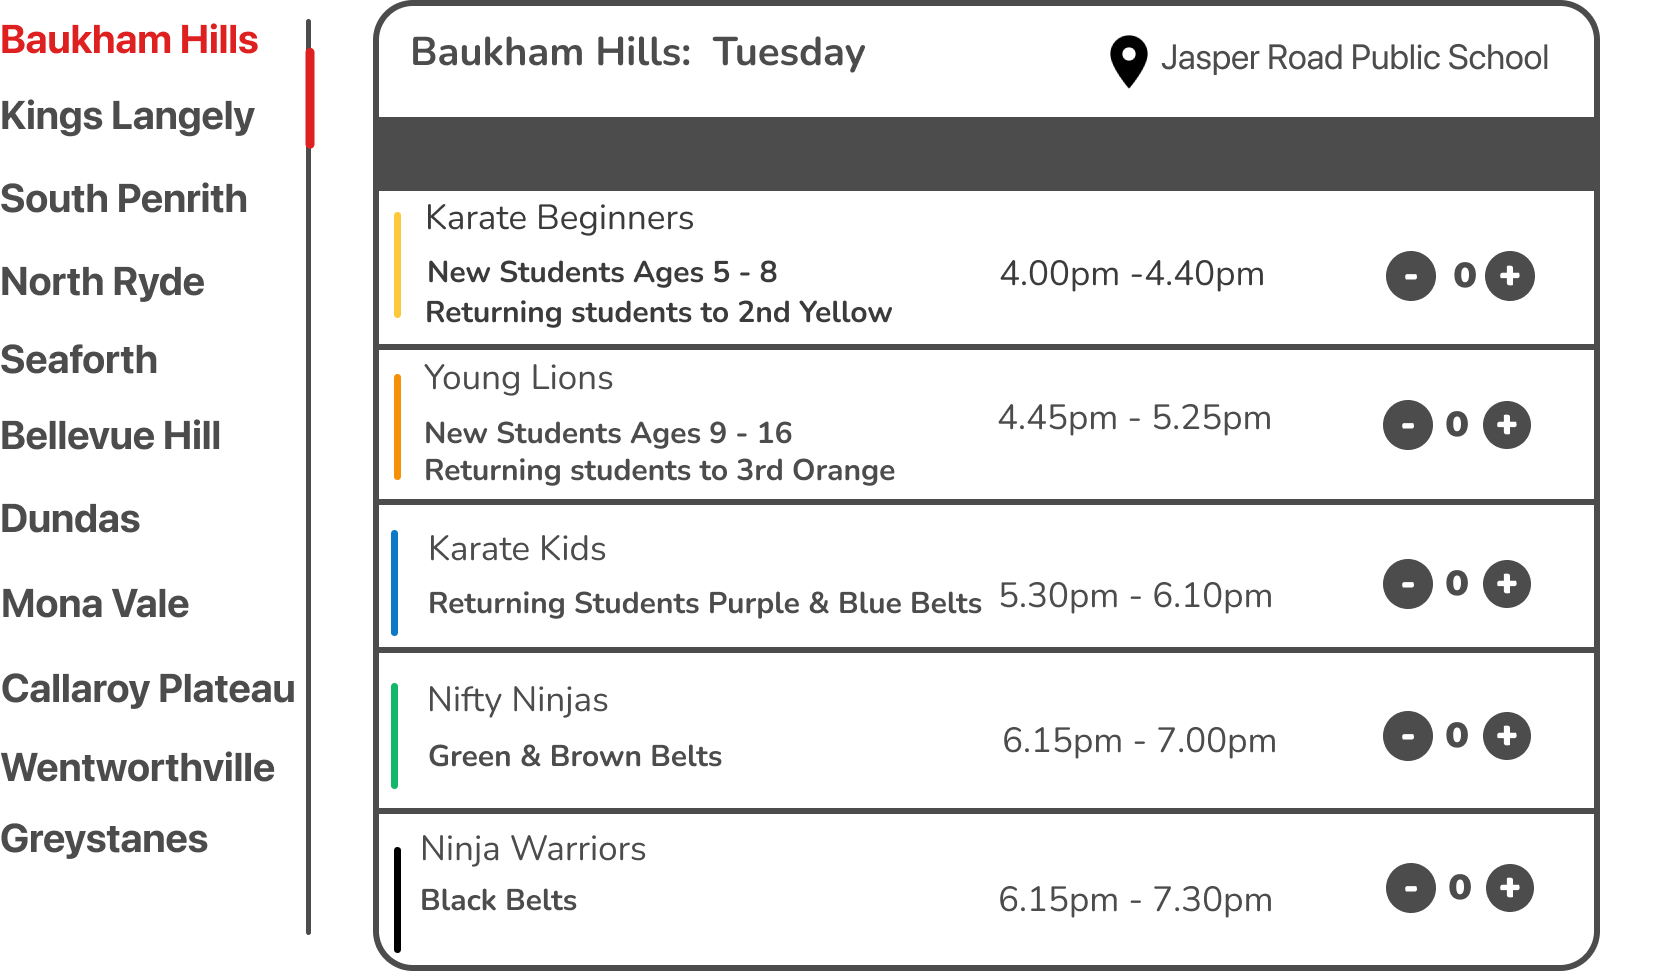 Baukham Hills
Kings Langely
South Penrith
North Ryde
Seaforth
Bellevue Hill
Dundas
Mona Vale
Callaroy Plateau
Wentworthville
Greystanes
Baukham Hills: Tuesday
Jasper Road Public School
Karate Beginners
New Students Ages 5 - 8
Returning students to 2nd Yellow
4.00pm -4.40pm
- 0 +
Young Lions
New Students Ages 9 - 16
Returning students to 3rd Orange
4.45pm - 5.25pm
- 0 +
Karate Kids
Returning Students Purple & Blue Belts
5.30pm - 6.10pm
- 0 +
Nifty Ninjas
Green & Brown Belts
6.15pm - 7.00pm
- 0 +
Ninja Warriors
Black Belts
6.15pm - 7.30pm
- 0 +